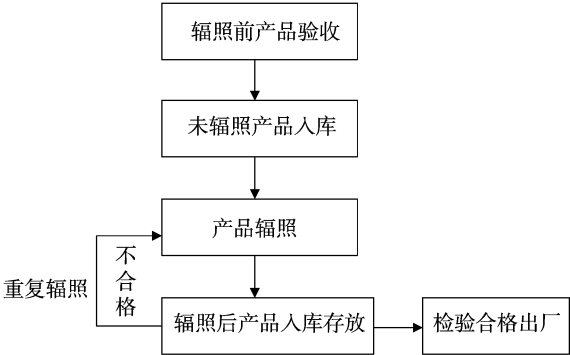 辐照前产品验收
未辐照产品入库
产品辐照
不合格
重复辐照
辐照后产品入库存放
检验合格出厂